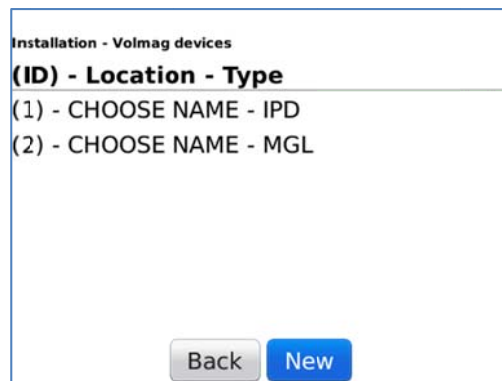 Installation - Volmag devices
(ID) - Location - Type
(1) - CHOOSE NAME - IPD
(2) - CHOOSE NAME - MGL
Back New